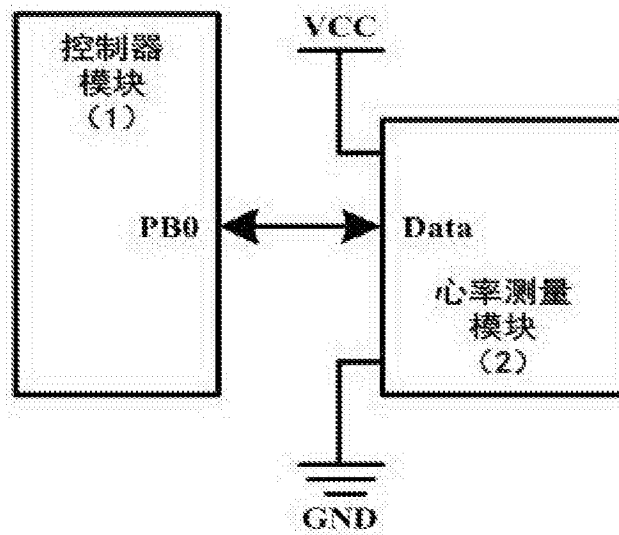 控制器
模块
（1）
PB0
VCC
Data
心率测量
模块
（2）
GND